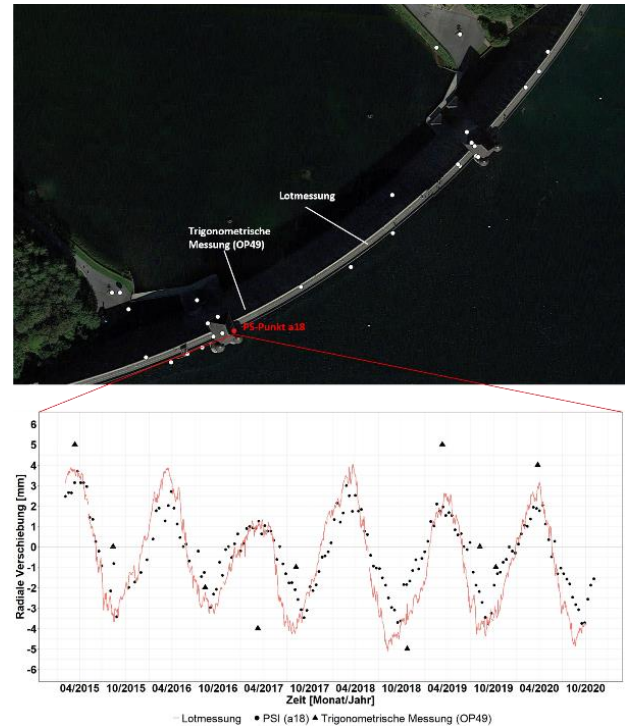 Lotmessung
Trigonometrische
Messung (OP49)
PS-Punkt a18
6
5
4
3
2
1
0
-1
-2
-3
-4
-5
-6
Radiale Verschiebung [mm]
04/2015 10/2015 04/2016 10/2016 04/2017 10/2017 04/2018 10/2018 04/2019 10/2019 04/2020 10/2020
Zeit [Monat/Jahr]
Lotmessung PSI (a18) Trigonometrische Messung (OP49)